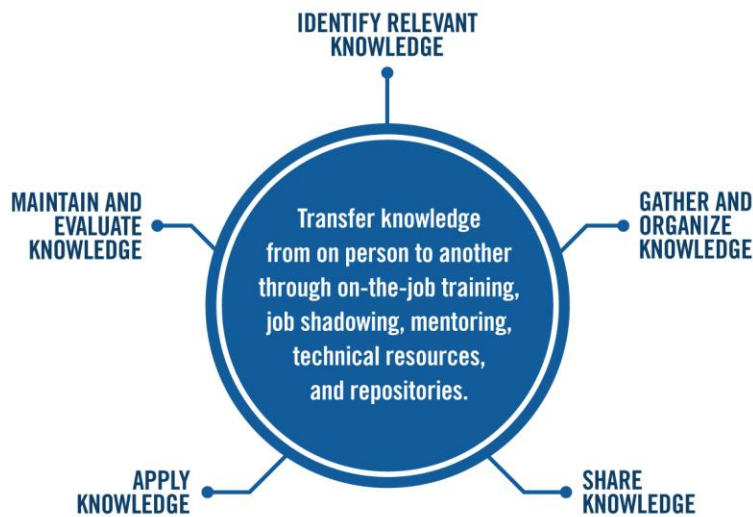 IDENTIFY RELEVANT
KNOWLEDGE
MAINTAIN AND
EVALUATE
KNOWLEDGE
GATHER AND
ORGANIZE
KNOWLEDGE
Transfer knowledge
from on person to another
through on-the-job training,
job shadowing, mentoring,
technical resources,
and repositories.
APPLY
KNOWLEDGE
SHARE
KNOWLEDGE